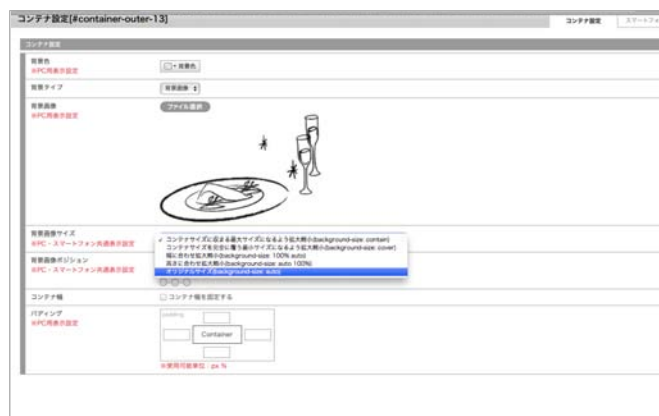 コンテナ設定[#container-outer-13]
コンテナ設定
スマートフォ
コンテナ設定
背景色
※PC用表示設定
背景色
背景タイプ
背景画像
背景画像
※PC用表示設定
ファイル選択
背景画像サイズ
※PC・スマートフォン共通表示設定
✓ コンテナサイズに収まる最大サイズになるよう拡大縮小(background-size: contain)
コンテナサイズを完全に覆う最小サイズになるよう拡大縮小(background-size: cover)
幅に合わせ拡大縮小(background-size: 100% auto)
高さに合わせ拡大縮小(background-size: auto 100%)
オリジナルサイズ(background-size: auto)
背景画像ポジション
※PC・スマートフォン共通表示設定
コンテナ幅
コンテナ幅を固定する
パディング
※PC用表示設定
padding
Container
※使用可能単位：px %